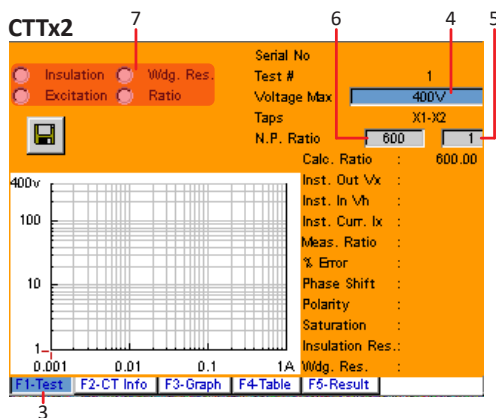 7 6 4 5
CTTx2
Serial No
Insulation Wdg. Res. Test # 1
Excitation Ratio Voltage Max 400V
Taps X1-X2
N.P. Ratio 600 1
Calc. Ratio : 600.00
Inst. Out Vx :
Inst. In Vh :
Inst. Curr. Ix :
Meas. Ratio :
% Error :
Phase Shift :
Polarity :
Saturation :
Insulation Res.:
Wdg. Res. :
400v
100
10
1
0.001 0.01 0.1 1A
F1-Test F2-CT Info F3-Graph F4-Table F5-Result
3